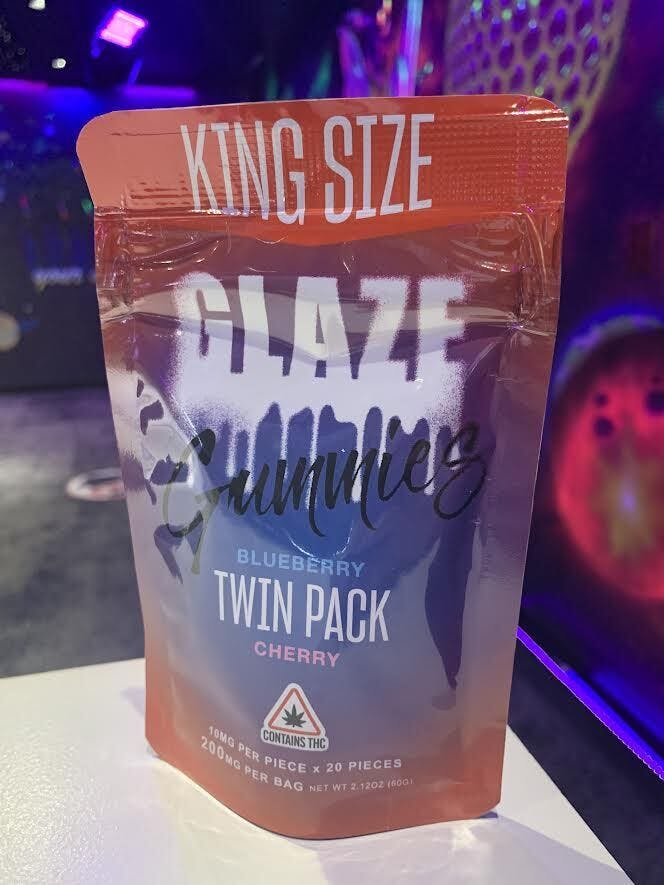 KING SIZE
GLAZE
Gummies
BLUEBERRY
TWIN PACK
CHERRY
CONTAINS THC
10MG PER PIECE x 20 PIECES
200MG PER BAG NET WT 2.12OZ (60G)